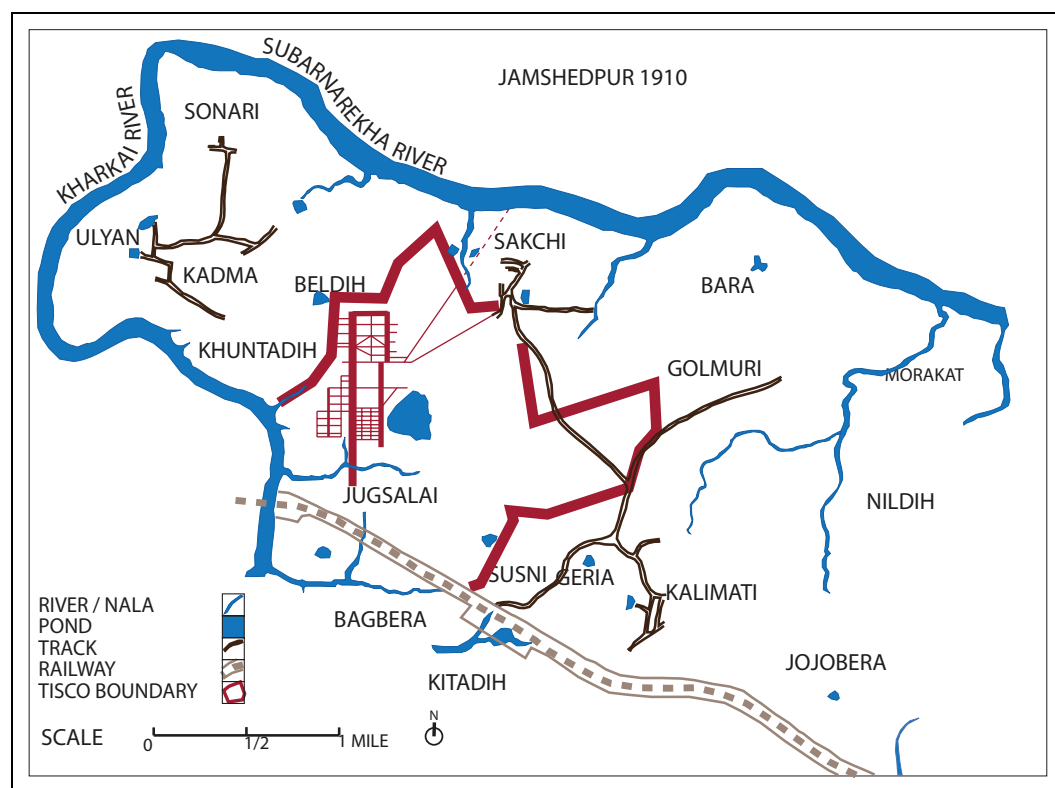 JAMSHEDPUR 1910
SUBARNAREKHA RIVER
KHARKAI RIVER
SONARI
ULYAN
KADMA
SAKCHI
BELDIH
BARA
KHUNTADIH
GOLMURI
MORAKAT
JUGSALAI
NILDIH
SUSNI GERIA
KALIMATI
BAGBERA
KITADIH
JOJOBERA
RIVER / NALA
POND
TRACK
RAILWAY
TISCO BOUNDARY
SCALE
0 1/2 1 MILE
N